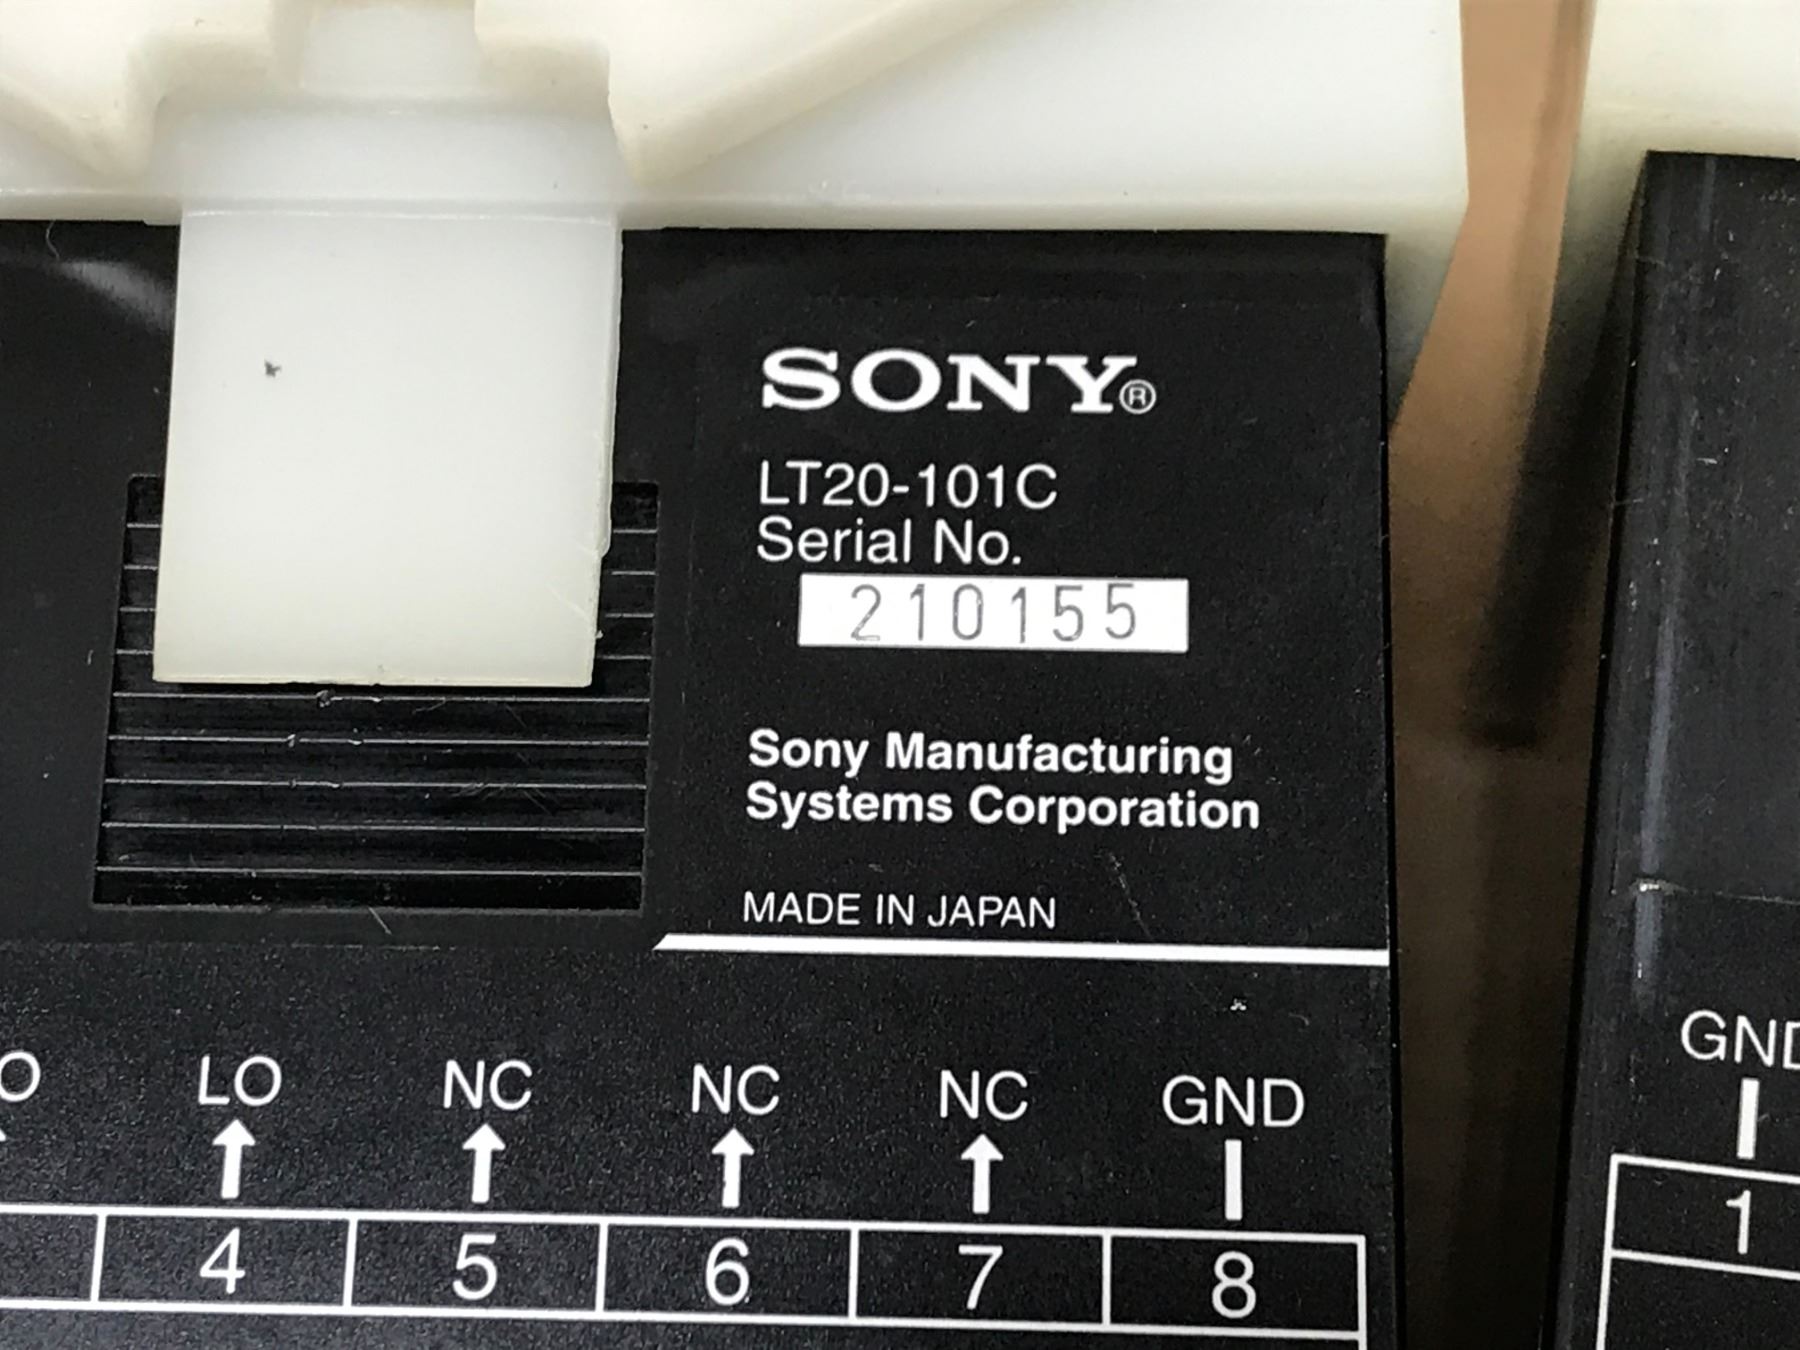 SONY®
LT20-101C
Serial No.
210155
Sony Manufacturing
Systems Corporation
MADE IN JAPAN
LO NC NC NC GND
4 5 6 7 8
1